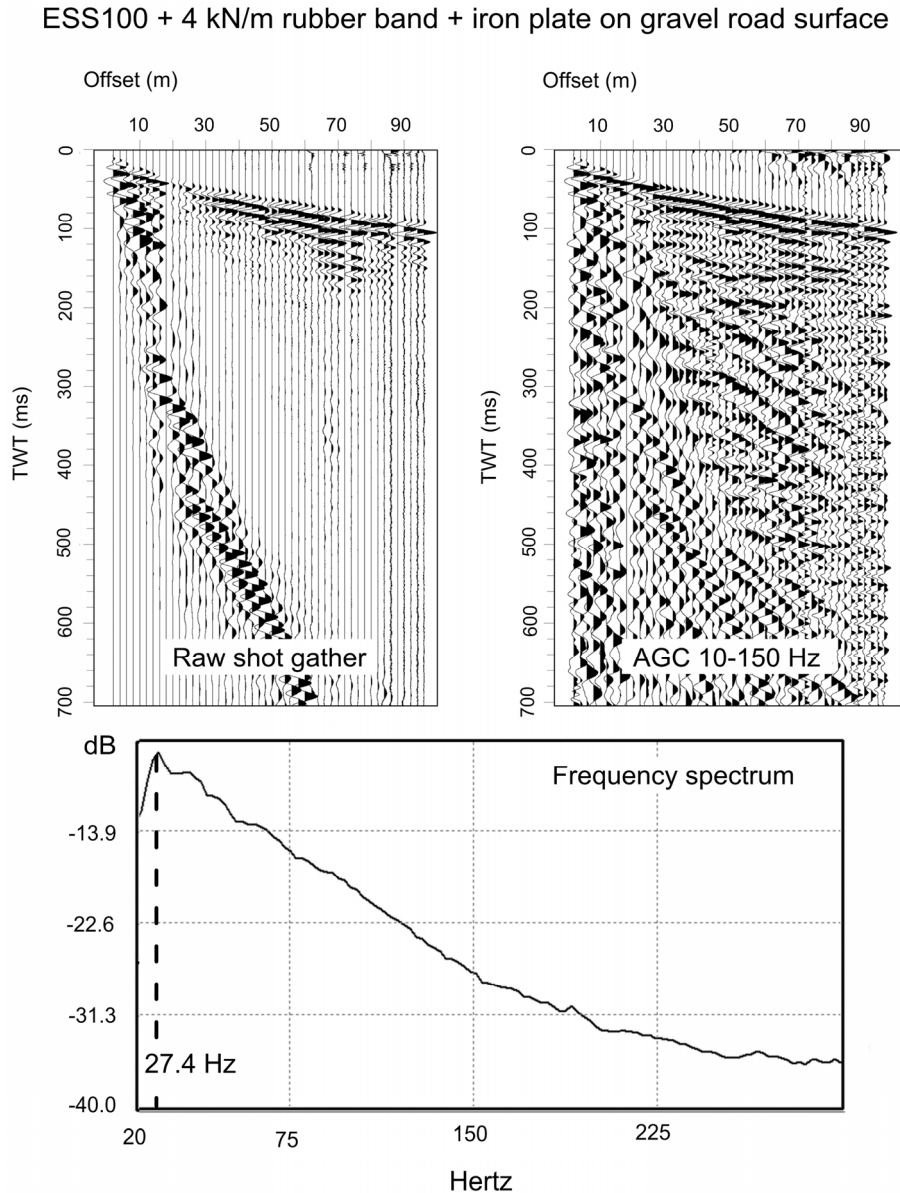 ESS100 + 4 kN/m rubber band + iron plate on gravel road surface
Offset (m)
Offset (m)
10 30 50 70 90
10 30 50 70 90
0
100
200
300
400
500
600
700
TWT (ms)
Raw shot gather
0
100
200
300
400
500
600
700
TWT (ms)
AGC 10-150 Hz
dB
Frequency spectrum
-13.9
-22.6
-31.3
-40.0
27.4 Hz
20 75 150 225
Hertz